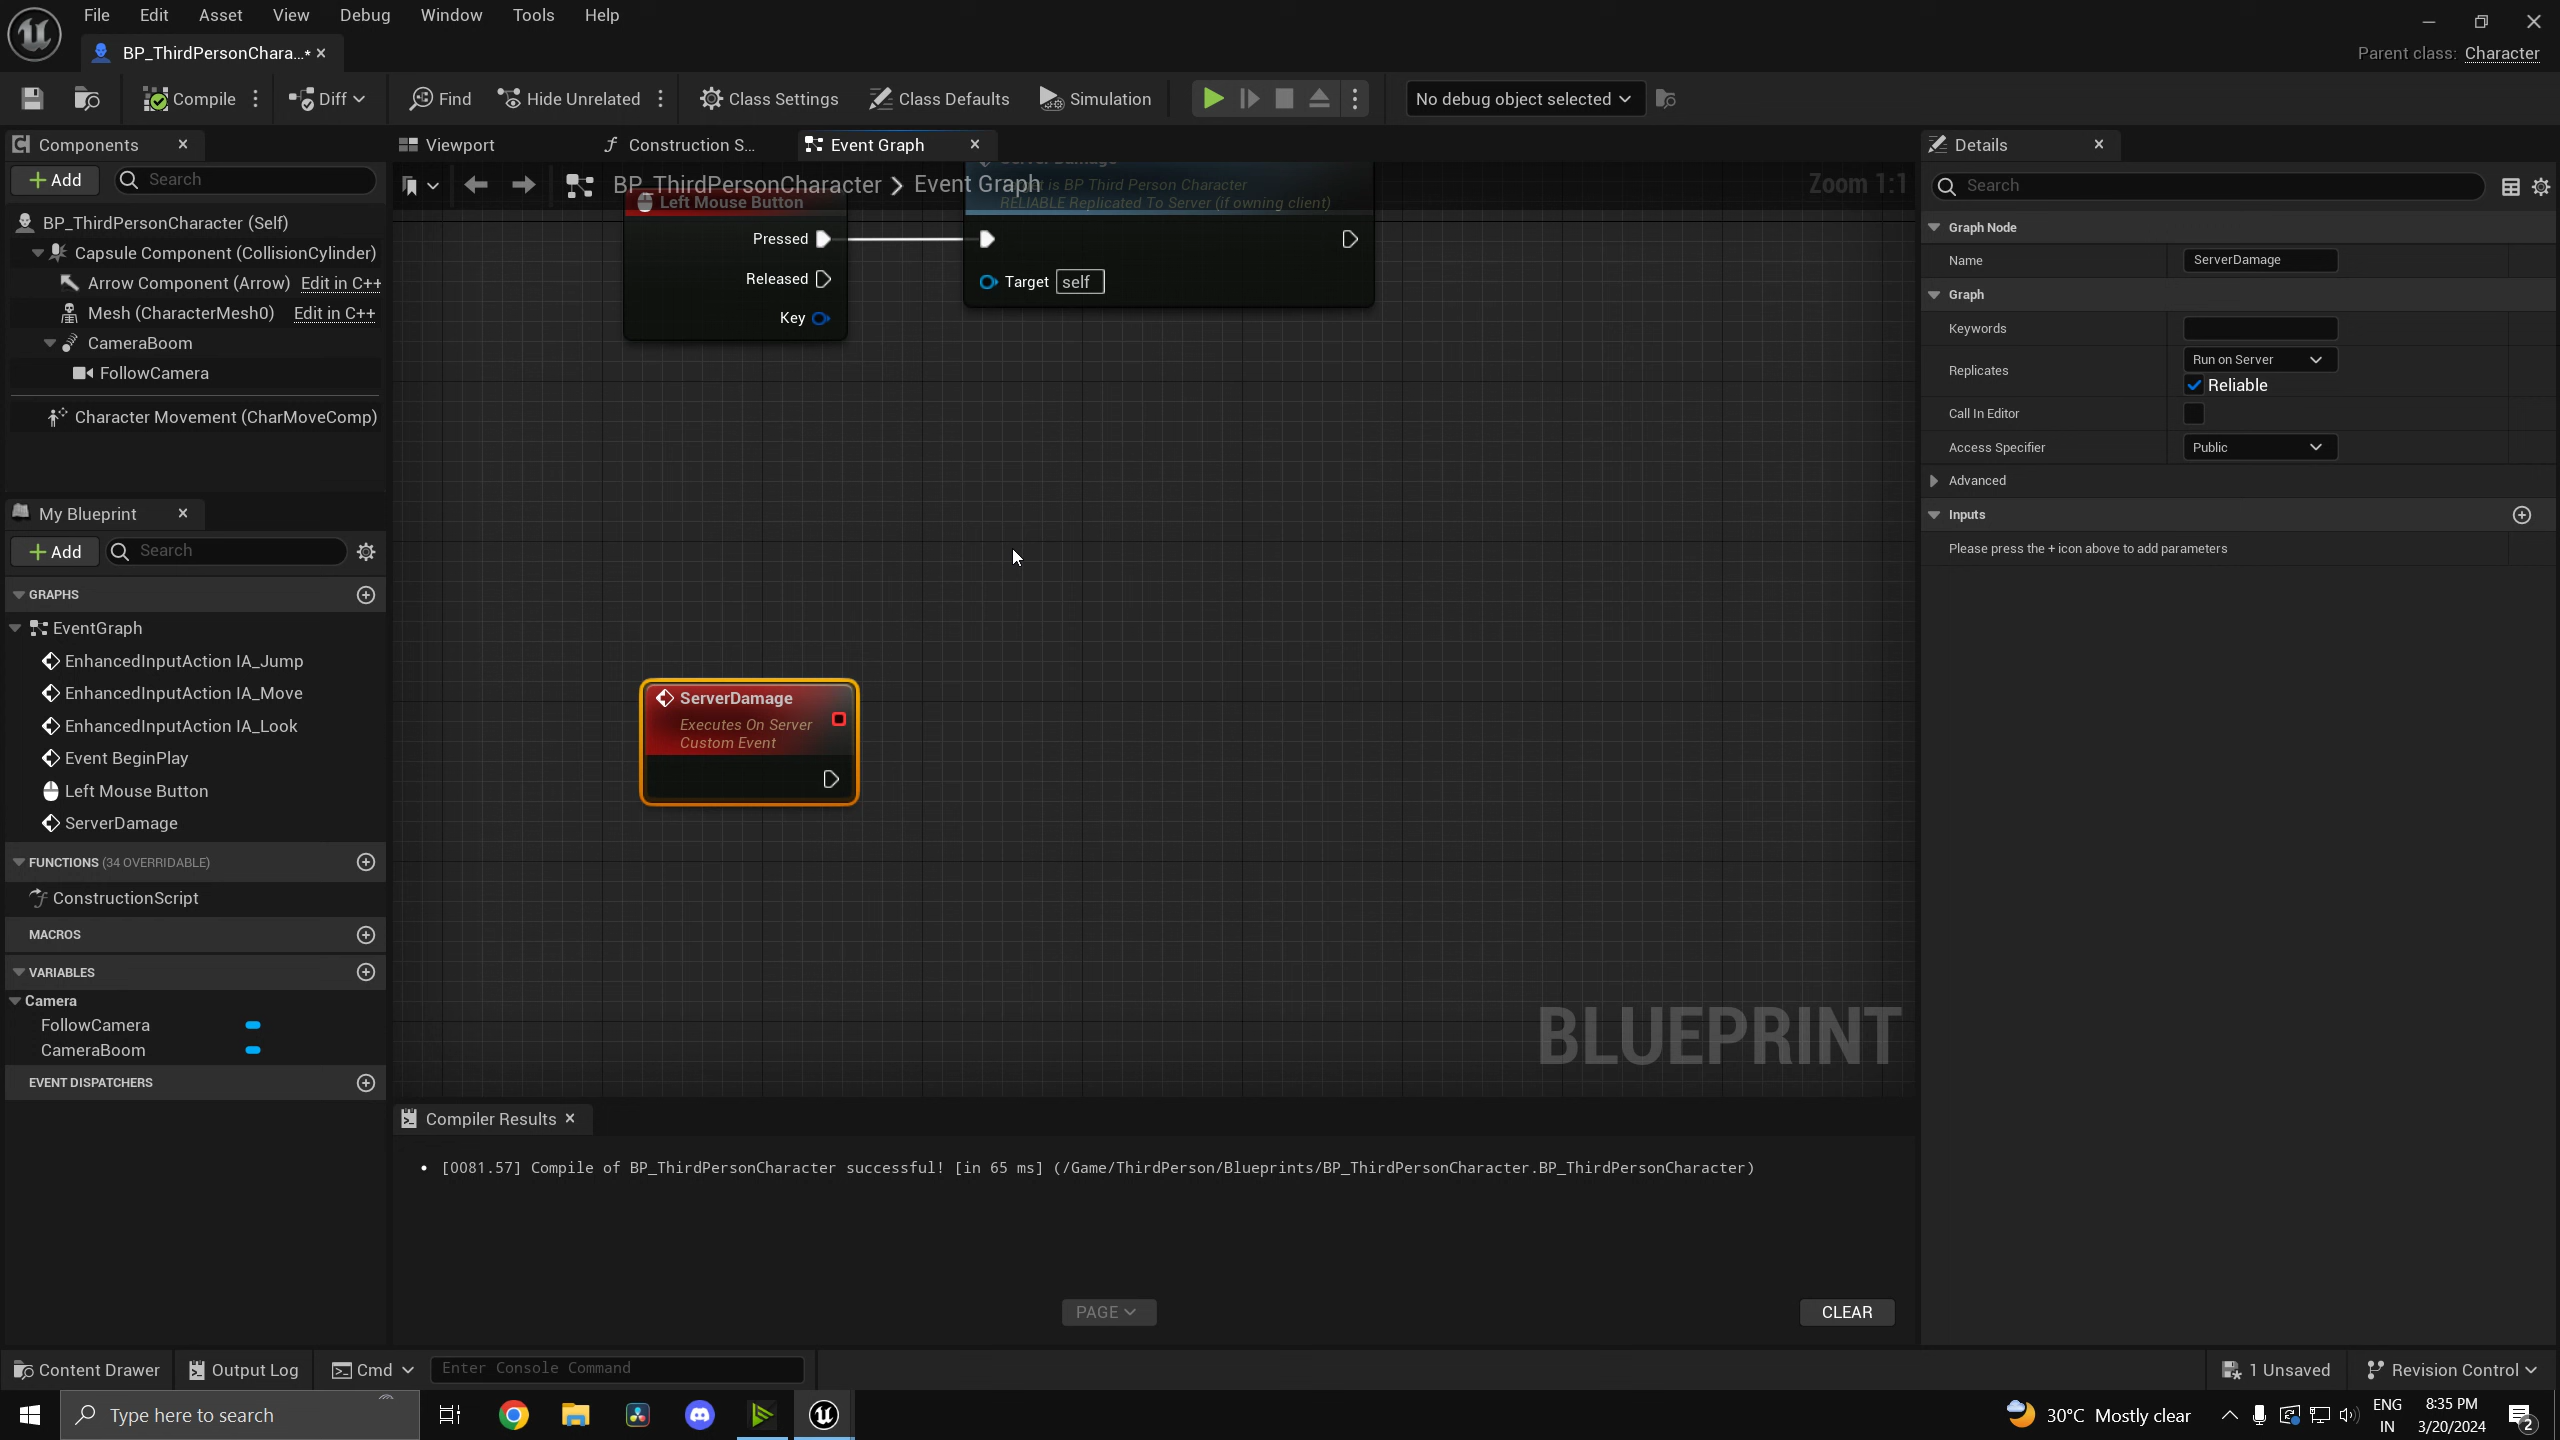 File Edit Asset View Debug Window Tools Help
BP_ThirdPersonChara...*
Parent class: Character
Compile Diff Find Hide Unrelated Class Settings Class Defaults Simulation No debug object selected
Components
Add Search
BP_ThirdPersonCharacter (Self)
Capsule Component (CollisionCylinder)
Arrow Component (Arrow) Edit in C++
Mesh (CharacterMesh0) Edit in C++
CameraBoom
FollowCamera
Character Movement (CharMoveComp)
My Blueprint
Add Search
GRAPHS
EventGraph
EnhancedInputAction IA_Jump
EnhancedInputAction IA_Move
EnhancedInputAction IA_Look
Event BeginPlay
Left Mouse Button
ServerDamage
FUNCTIONS (34 OVERRIDABLE)
ConstructionScript
MACROS
VARIABLES
Camera
FollowCamera
CameraBoom
EVENT DISPATCHERS
Viewport Construction S... Event Graph
BP_ThirdPersonCharacter > Event Graph
Zoom 1:1
Left Mouse Button
Pressed
Released
Key
Server Damage
is BP Third Person Character
RELIABLE Replicated To Server (if owning client)
Target self
ServerDamage
Executes On Server
Custom Event
BLUEPRINT
Compiler Results
• [0081.57] Compile of BP_ThirdPersonCharacter successful! [in 65 ms] (/Game/ThirdPerson/Blueprints/BP_ThirdPersonCharacter.BP_ThirdPersonCharacter)
PAGE
CLEAR
Details
Search
Graph Node
Name ServerDamage
Graph
Keywords
Replicates Run on Server
Reliable
Call In Editor
Access Specifier Public
Advanced
Inputs
Please press the + icon above to add parameters
Content Drawer Output Log Cmd Enter Console Command 1 Unsaved Revision Control
Type here to search
30°C Mostly clear
ENG
IN
8:35 PM
3/20/2024
2